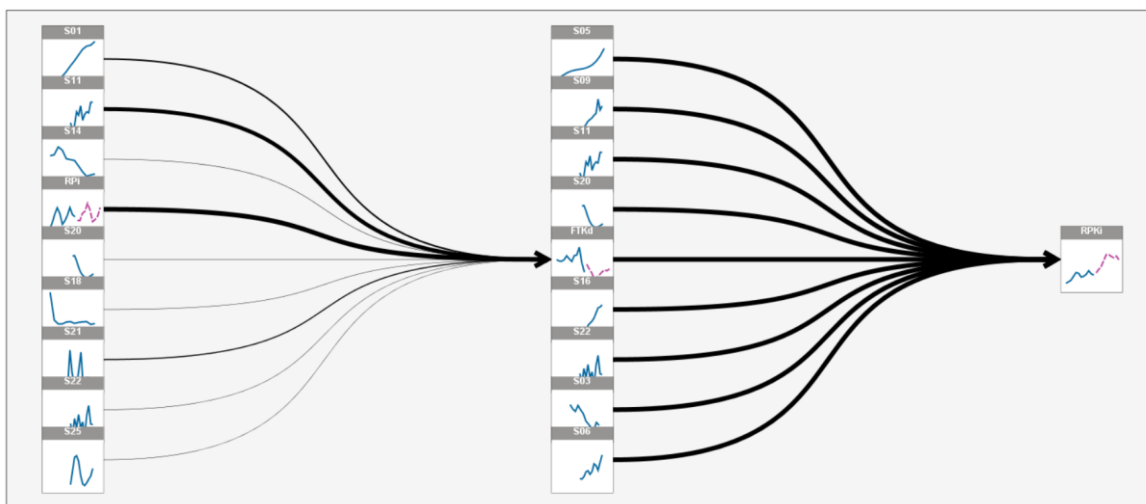 S01
S11
S14
RPi
S20
S18
S21
S22
S25
S05
S09
S11
S20
FTKd
S16
S22
S03
S06
RPKi